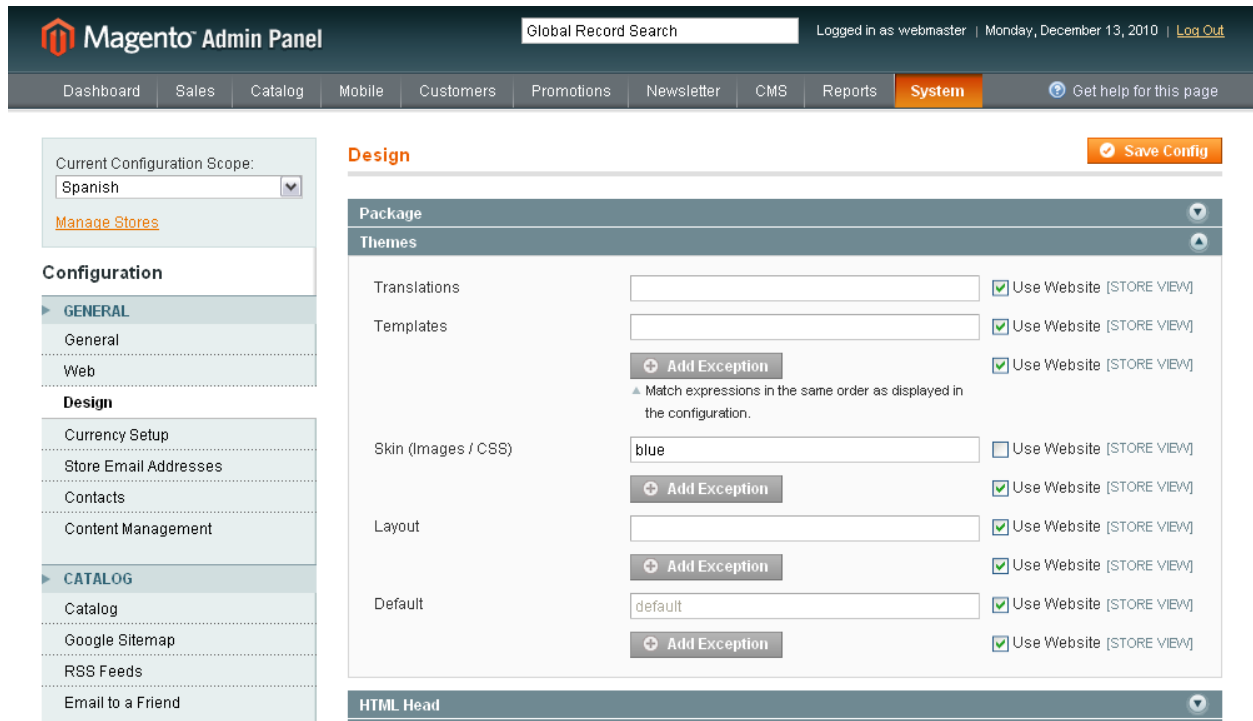 Magento Admin Panel
Global Record Search
Logged in as webmaster | Monday, December 13, 2010 | Log Out
Dashboard Sales Catalog Mobile Customers Promotions Newsletter CMS Reports System Get help for this page
Current Configuration Scope:
Spanish
Manage Stores
Configuration
GENERAL
General
Web
Design
Currency Setup
Store Email Addresses
Contacts
Content Management
CATALOG
Catalog
Google Sitemap
RSS Feeds
Email to a Friend
Design Save Config
Package
Themes
Translations Use Website [STORE VIEW]
Templates Use Website [STORE VIEW]
Add Exception Use Website [STORE VIEW]
Match expressions in the same order as displayed in
the configuration.
Skin (Images / CSS) blue Use Website [STORE VIEW]
Add Exception Use Website [STORE VIEW]
Layout Use Website [STORE VIEW]
Add Exception Use Website [STORE VIEW]
Default default Use Website [STORE VIEW]
Add Exception Use Website [STORE VIEW]
HTML Head